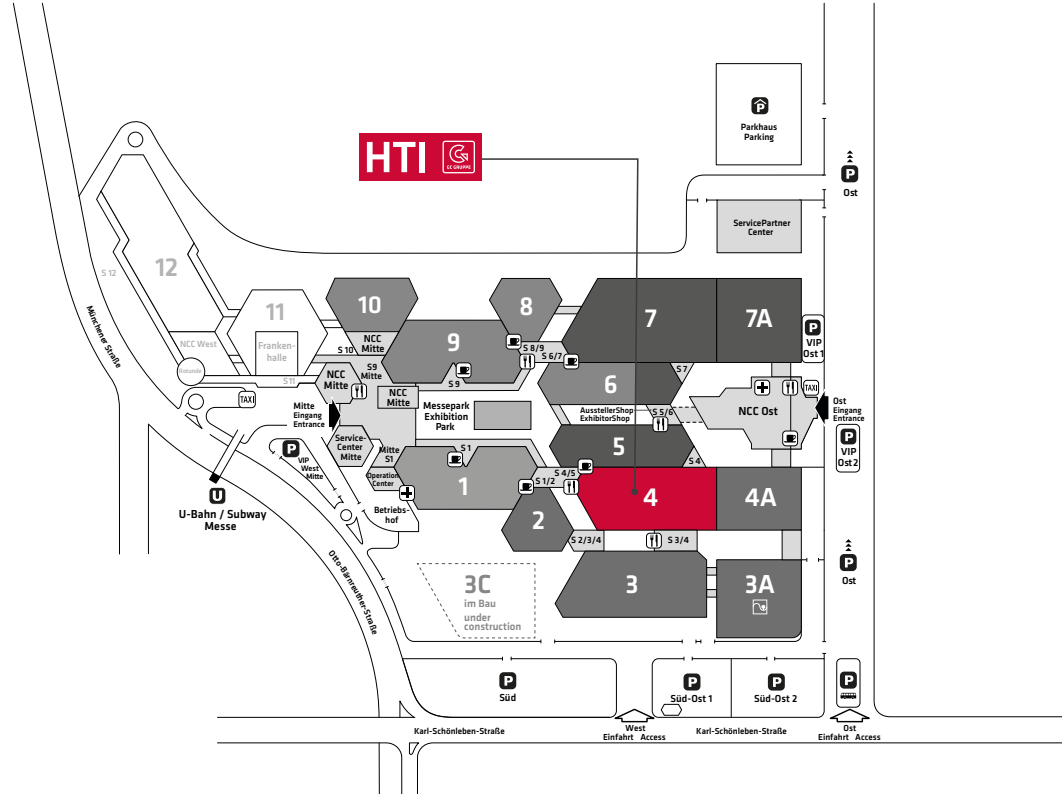 P
Parkhaus
Parking
HTI
CC GRUPPE
P
Ost
ServicePartner
Center
12
S 12
Münchener Straße
11
Franken-
halle
NCC West
Rotunde
S 11
10
NCC
Mitte
S 10
9
S9
Mitte
S 9
8
S 8/9
S 6/7
7
7A
P
VIP
Ost 1
NCC
Mitte
NCC
Mitte
Messepark
Exhibition
Park
6
S 7
AusstellerShop
ExhibitorShop
S 5/6
NCC Ost
TAXI
Ost
Eingang
Entrance
P
VIP
Ost2
TAXI
Mitte
Eingang
Entrance
Service-
Center
Mitte
Mitte
S1
S 1
Operation
Center
1
5
S 4
S 4/5
S 1/2
4
4A
P
VIP
West
Mitte
U
U-Bahn / Subway
Messe
Betriebs-
hof
2
S 2/3/4
S 3/4
3
3A
P
Ost
Otto-Bärnreuther-Straße
3C
im Bau
under
construction
P
Süd
P
Süd-Ost 1
P
Süd-Ost 2
P
Karl-Schönleben-Straße
West
Einfahrt Access
Karl-Schönleben-Straße
Ost
Einfahrt Access